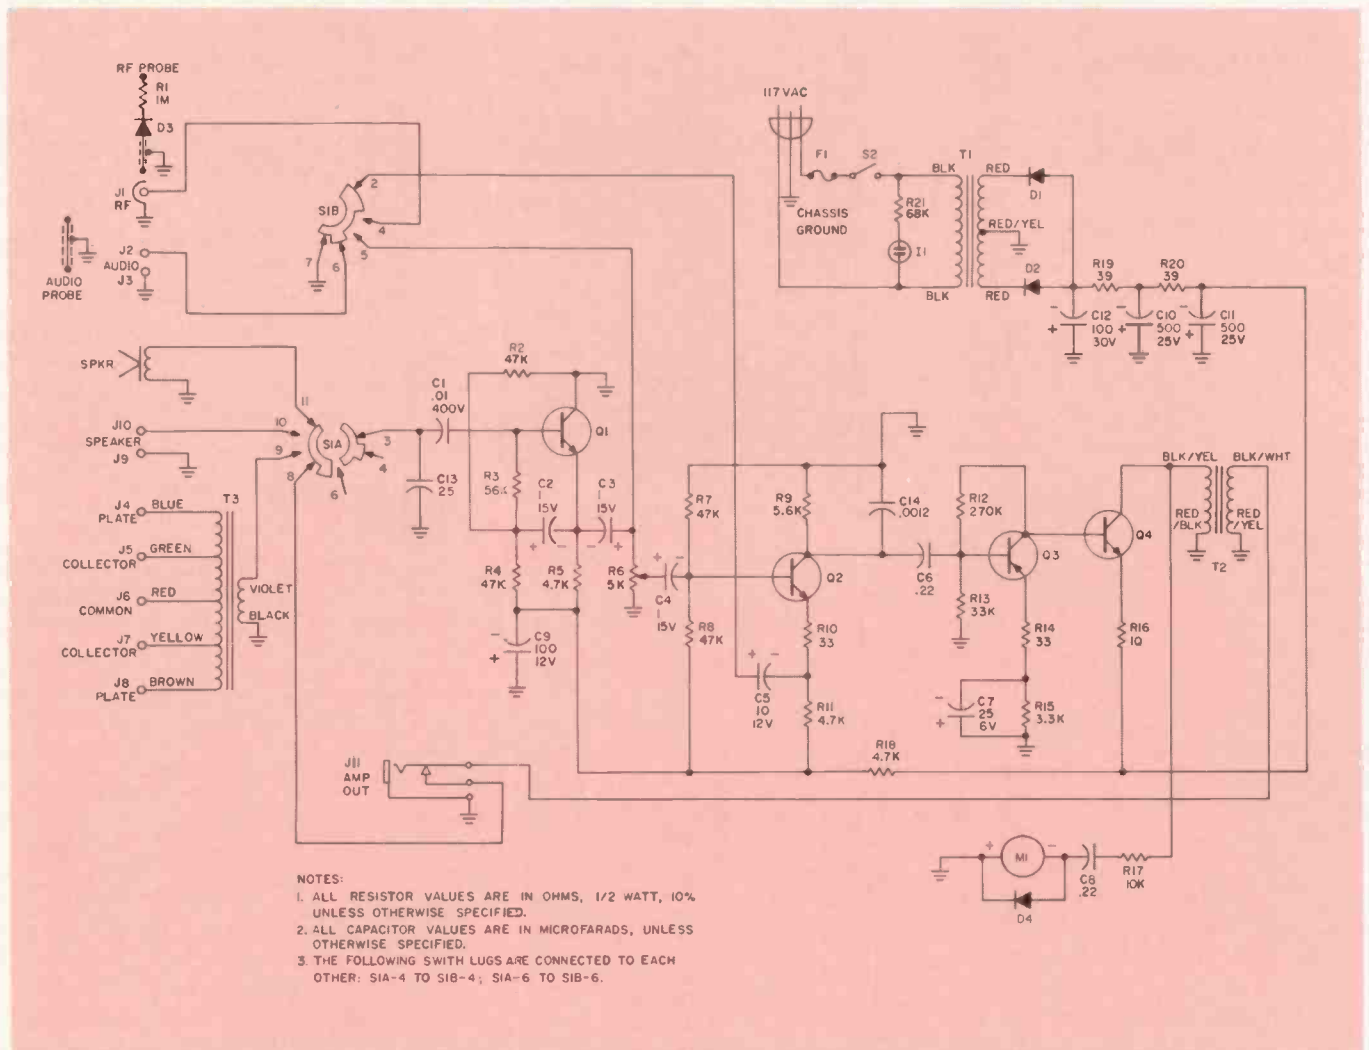 RF PROBE
R1
1M
D3
J1
RF
J2
AUDIO
J3
AUDIO
PROBE
S1B
2
4
5
6
7
117 VAC
F1
S2
CHASSIS
GROUND
R21
68K
I1
BLK
BLK
T1
RED
RED/YEL
RED
D1
D2
R19
39
R20
39
C12
100
30V
C10
500
25V
C11
500
25V
SPKR
J10
SPEAKER
J9
11
10
9
8
S1A
3
4
6
J4
PLATE
BLUE
J5
COLLECTOR
GREEN
J6
COMMON
RED
J7
COLLECTOR
YELLOW
J8
PLATE
BROWN
T3
VIOLET
BLACK
C1
.01
400V
C13
25
R2
47K
Q1
R3
56K
C2
1
15V
C3
1
15V
R4
47K
R5
4.7K
R6
5K
C9
100
12V
C4
1
15V
R7
47K
R8
47K
R9
5.6K
Q2
R10
33
C5
10
12V
R11
4.7K
C14
.0012
C6
.22
R12
270K
R13
33K
Q3
R14
33
C7
25
6V
R15
3.3K
Q4
R16
10
BLK/YEL
BLK/WHT
RED
/BLK
RED
/YEL
T2
R18
4.7K
J11
AMP
OUT
+
M1
-
C8
.22
R17
10K
D4
NOTES:
1. ALL RESISTOR VALUES ARE IN OHMS, 1/2 WATT, 10%
UNLESS OTHERWISE SPECIFIED.
2. ALL CAPACITOR VALUES ARE IN MICROFARADS, UNLESS
OTHERWISE SPECIFIED.
3. THE FOLLOWING SWITH LUGS ARE CONNECTED TO EACH
OTHER: S1A-4 TO S1B-4; S1A-6 TO S1B-6.